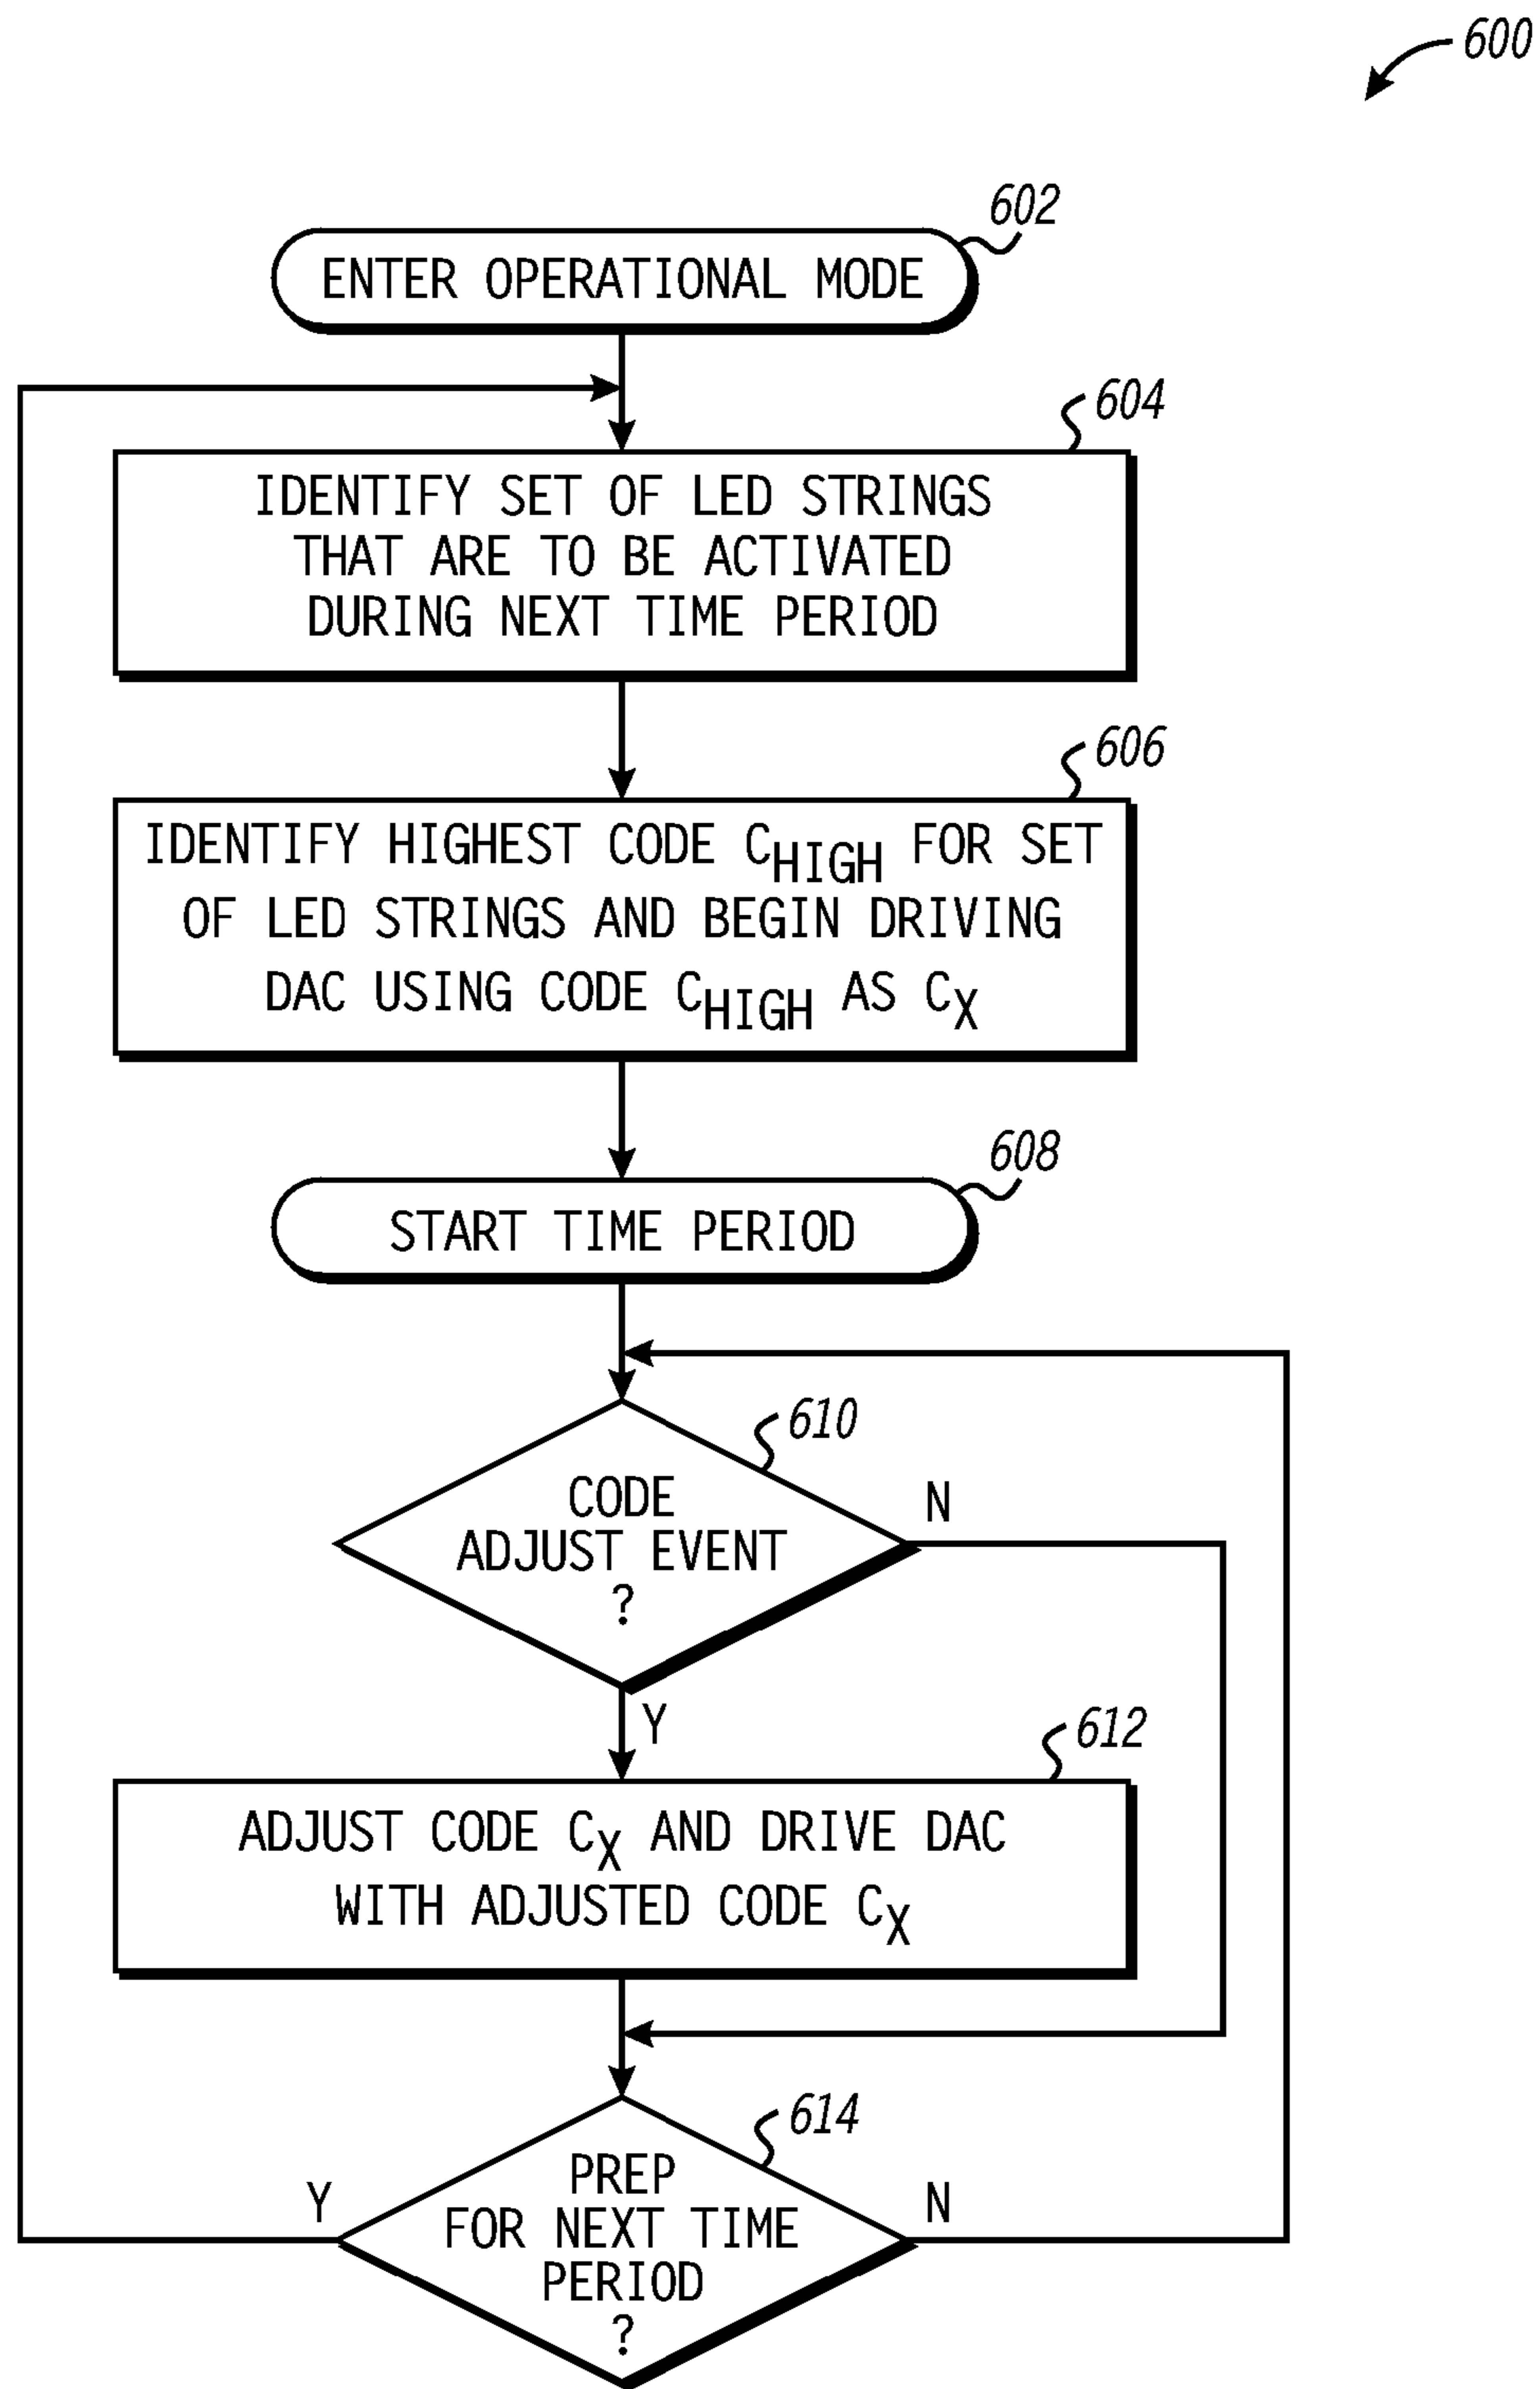 600
602
ENTER OPERATIONAL MODE
604
IDENTIFY SET OF LED STRINGS
THAT ARE TO BE ACTIVATED
DURING NEXT TIME PERIOD
606
IDENTIFY HIGHEST CODE CHIGH FOR SET
OF LED STRINGS AND BEGIN DRIVING
DAC USING CODE CHIGH AS CX
608
START TIME PERIOD
610
CODE
ADJUST EVENT
?
N
Y
612
ADJUST CODE CX AND DRIVE DAC
WITH ADJUSTED CODE CX
614
PREP
FOR NEXT TIME
PERIOD
?
Y
N